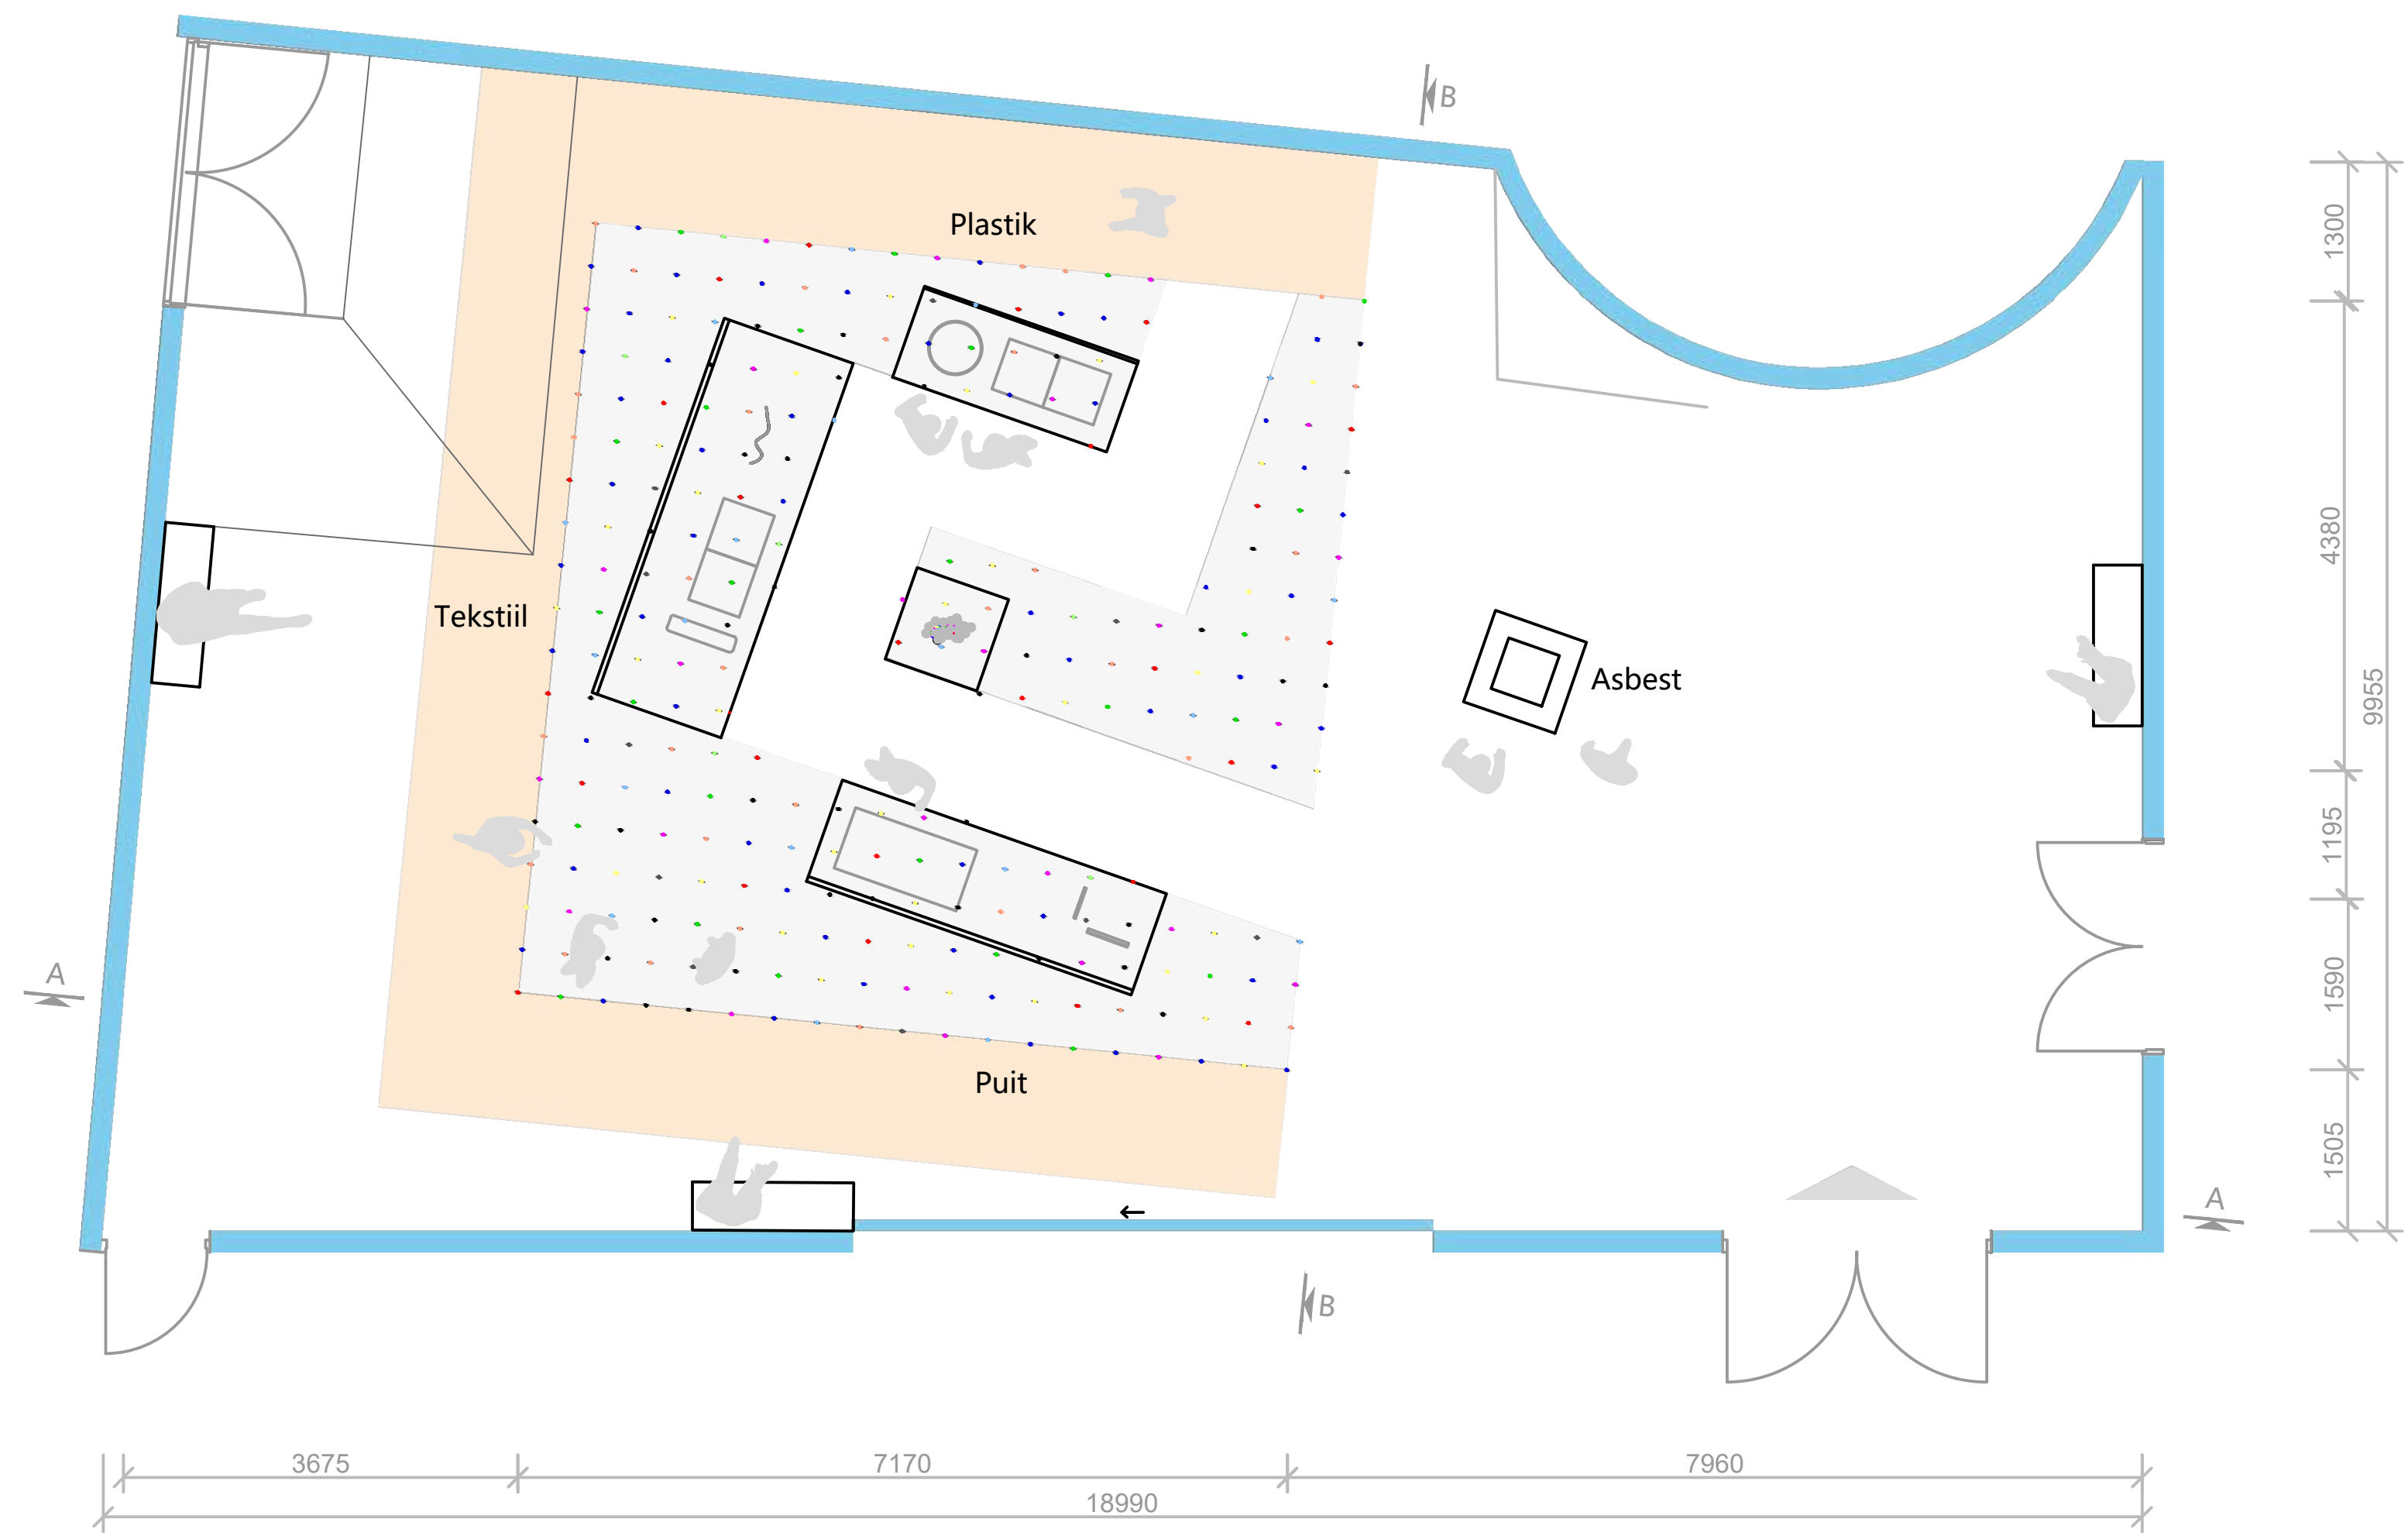 B
Plastik
1300
4380
Tekstiil
Asbest
9955
1195
A
1590
Puit
1505
A
←
B
3675
7170
7960
18990